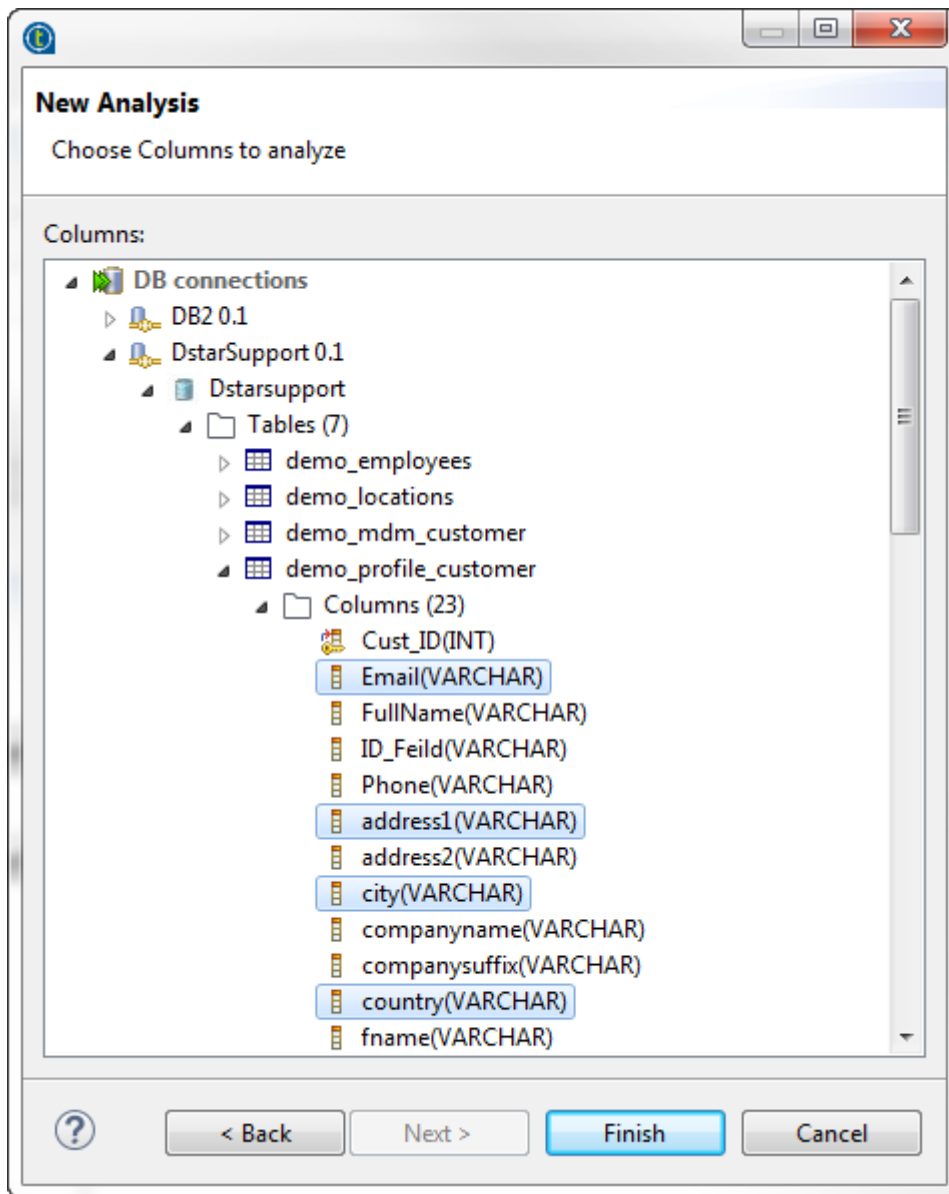 New Analysis
Choose Columns to analyze
Columns:
DB connections
DB2 0.1
DstarSupport 0.1
Dstarsupport
Tables (7)
demo_employees
demo_locations
demo_mdm_customer
demo_profile_customer
Columns (23)
Cust_ID(INT)
Email(VARCHAR)
FullName(VARCHAR)
ID_Feild(VARCHAR)
Phone(VARCHAR)
address1(VARCHAR)
address2(VARCHAR)
city(VARCHAR)
companyname(VARCHAR)
companysuffix(VARCHAR)
country(VARCHAR)
fname(VARCHAR)
< Back Next > Finish Cancel